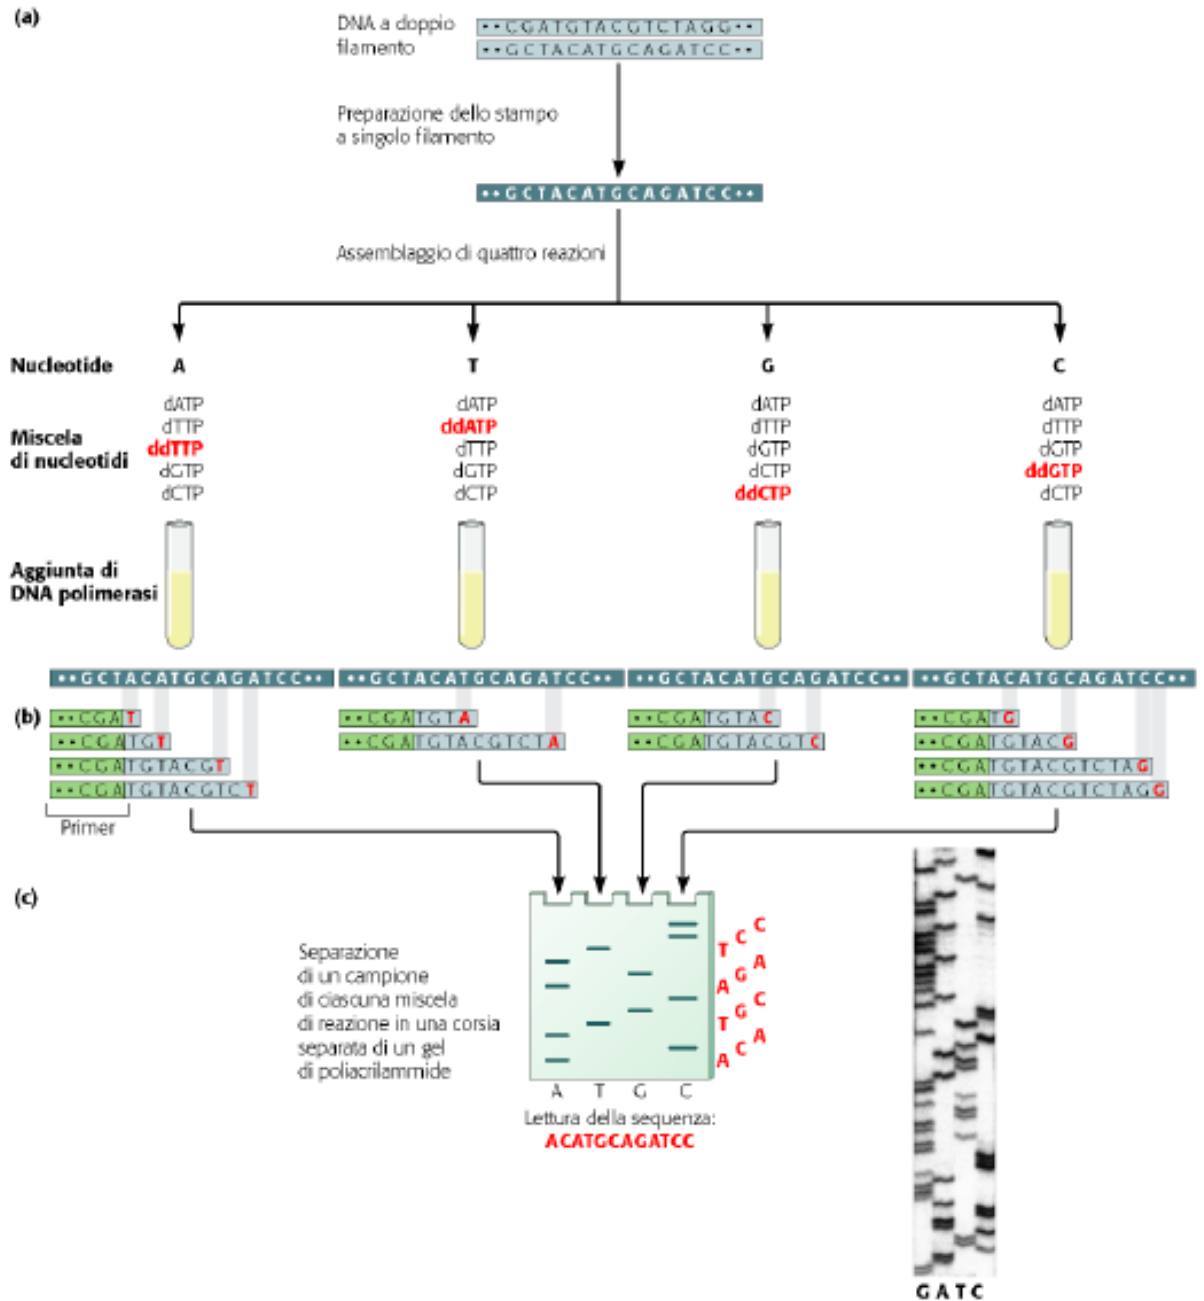 (a)
DNA a doppio
filamento
••CGATGTACGTCTAGG••
••GCTACATGCAGATCC••
Preparazione dello stampo
a singolo filamento
••GCTACATGCAGATCC••
Assemblaggio di quattro reazioni
Nucleotide A T G C
Miscela
di nucleotidi
dATP
dTTP
ddTTP
dGTP
dCTP
dATP
ddATP
dTTP
dGTP
dCTP
dATP
dTTP
dGTP
dCTP
ddCTP
dATP
dTTP
dGTP
ddGTP
dCTP
Aggiunta di
DNA polimerasi
••GCTACATGCAGATCC••
••GCTACATGCAGATCC••
••GCTACATGCAGATCC••
••GCTACATGCAGATCC••
(b)
••CGAT
••CGATGT
••CGATGTACGT
••CGATGTACGTCT
Primer
••CGATGTA
••CGATGTACGTCTA
••CGATGTAC
••CGATGTACGTC
••CGATG
••CGATGTACG
••CGATGTACGTCTAG
••CGATGTACGTCTAGG
(c)
Separazione
di un campione
di ciascuna miscela
di reazione in una corsia
separata di un gel
di poliacrilammide
T C C
A G A
T G C
A C A
A T G C
Lettura della sequenza:
ACATGCAGATCC
G A T C